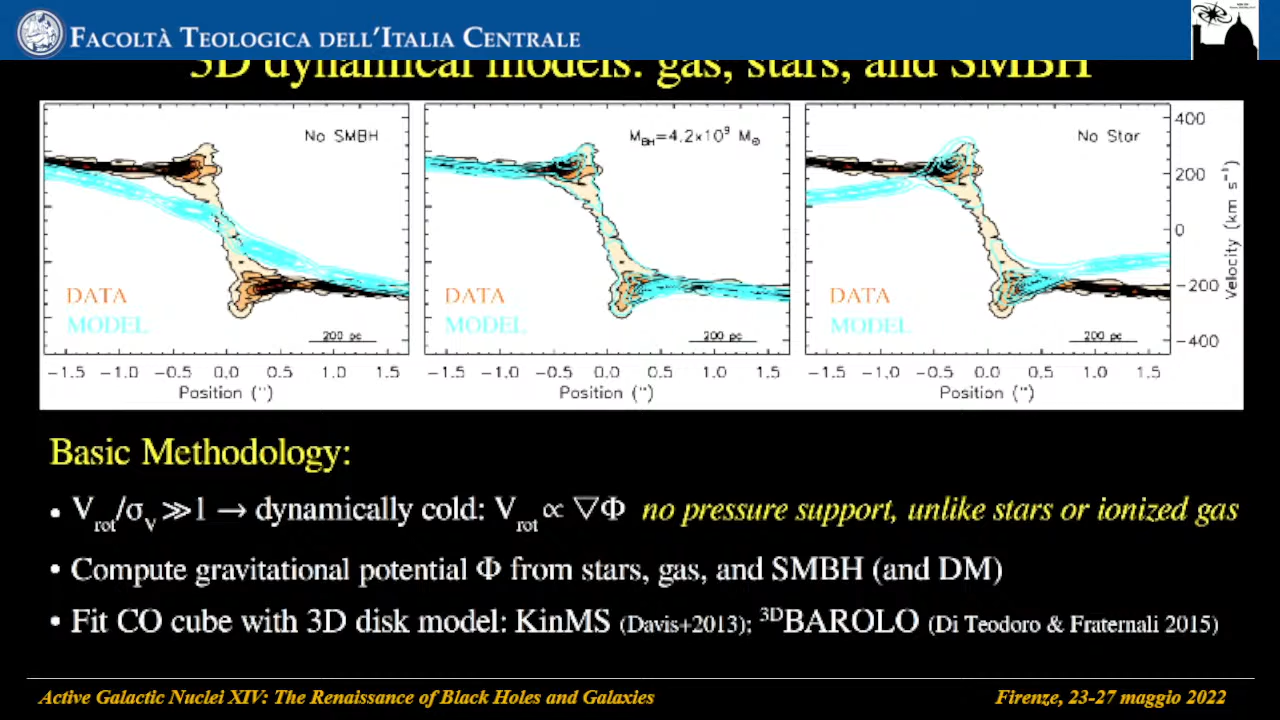 FACOLTÀ TEOLOGICA DELL'ITALIA CENTRALE
3D dynamical models: gas, stars, and SMBH
No SMBH
M_BH=4.2×10⁹ M_⊙
No Star
DATA
MODEL
200 pc
DATA
MODEL
200 pc
DATA
MODEL
200 pc
400
200
0
−200
−400
Velocity (km s⁻¹)
−1.5 −1.0 −0.5 0.0 0.5 1.0 1.5
−1.5 −1.0 −0.5 0.0 0.5 1.0 1.5
−1.5 −1.0 −0.5 0.0 0.5 1.0 1.5
Position (")
Position (")
Position (")
Basic Methodology:
• V_rot/σ_V ≫1 → dynamically cold: V_rot ∝ ▽Φ no pressure support, unlike stars or ionized gas
• Compute gravitational potential Φ from stars, gas, and SMBH (and DM)
• Fit CO cube with 3D disk model: KinMS (Davis+2013); ³ᴰBAROLO (Di Teodoro & Fraternali 2015)
Active Galactic Nuclei XIV: The Renaissance of Black Holes and Galaxies
Firenze, 23-27 maggio 2022